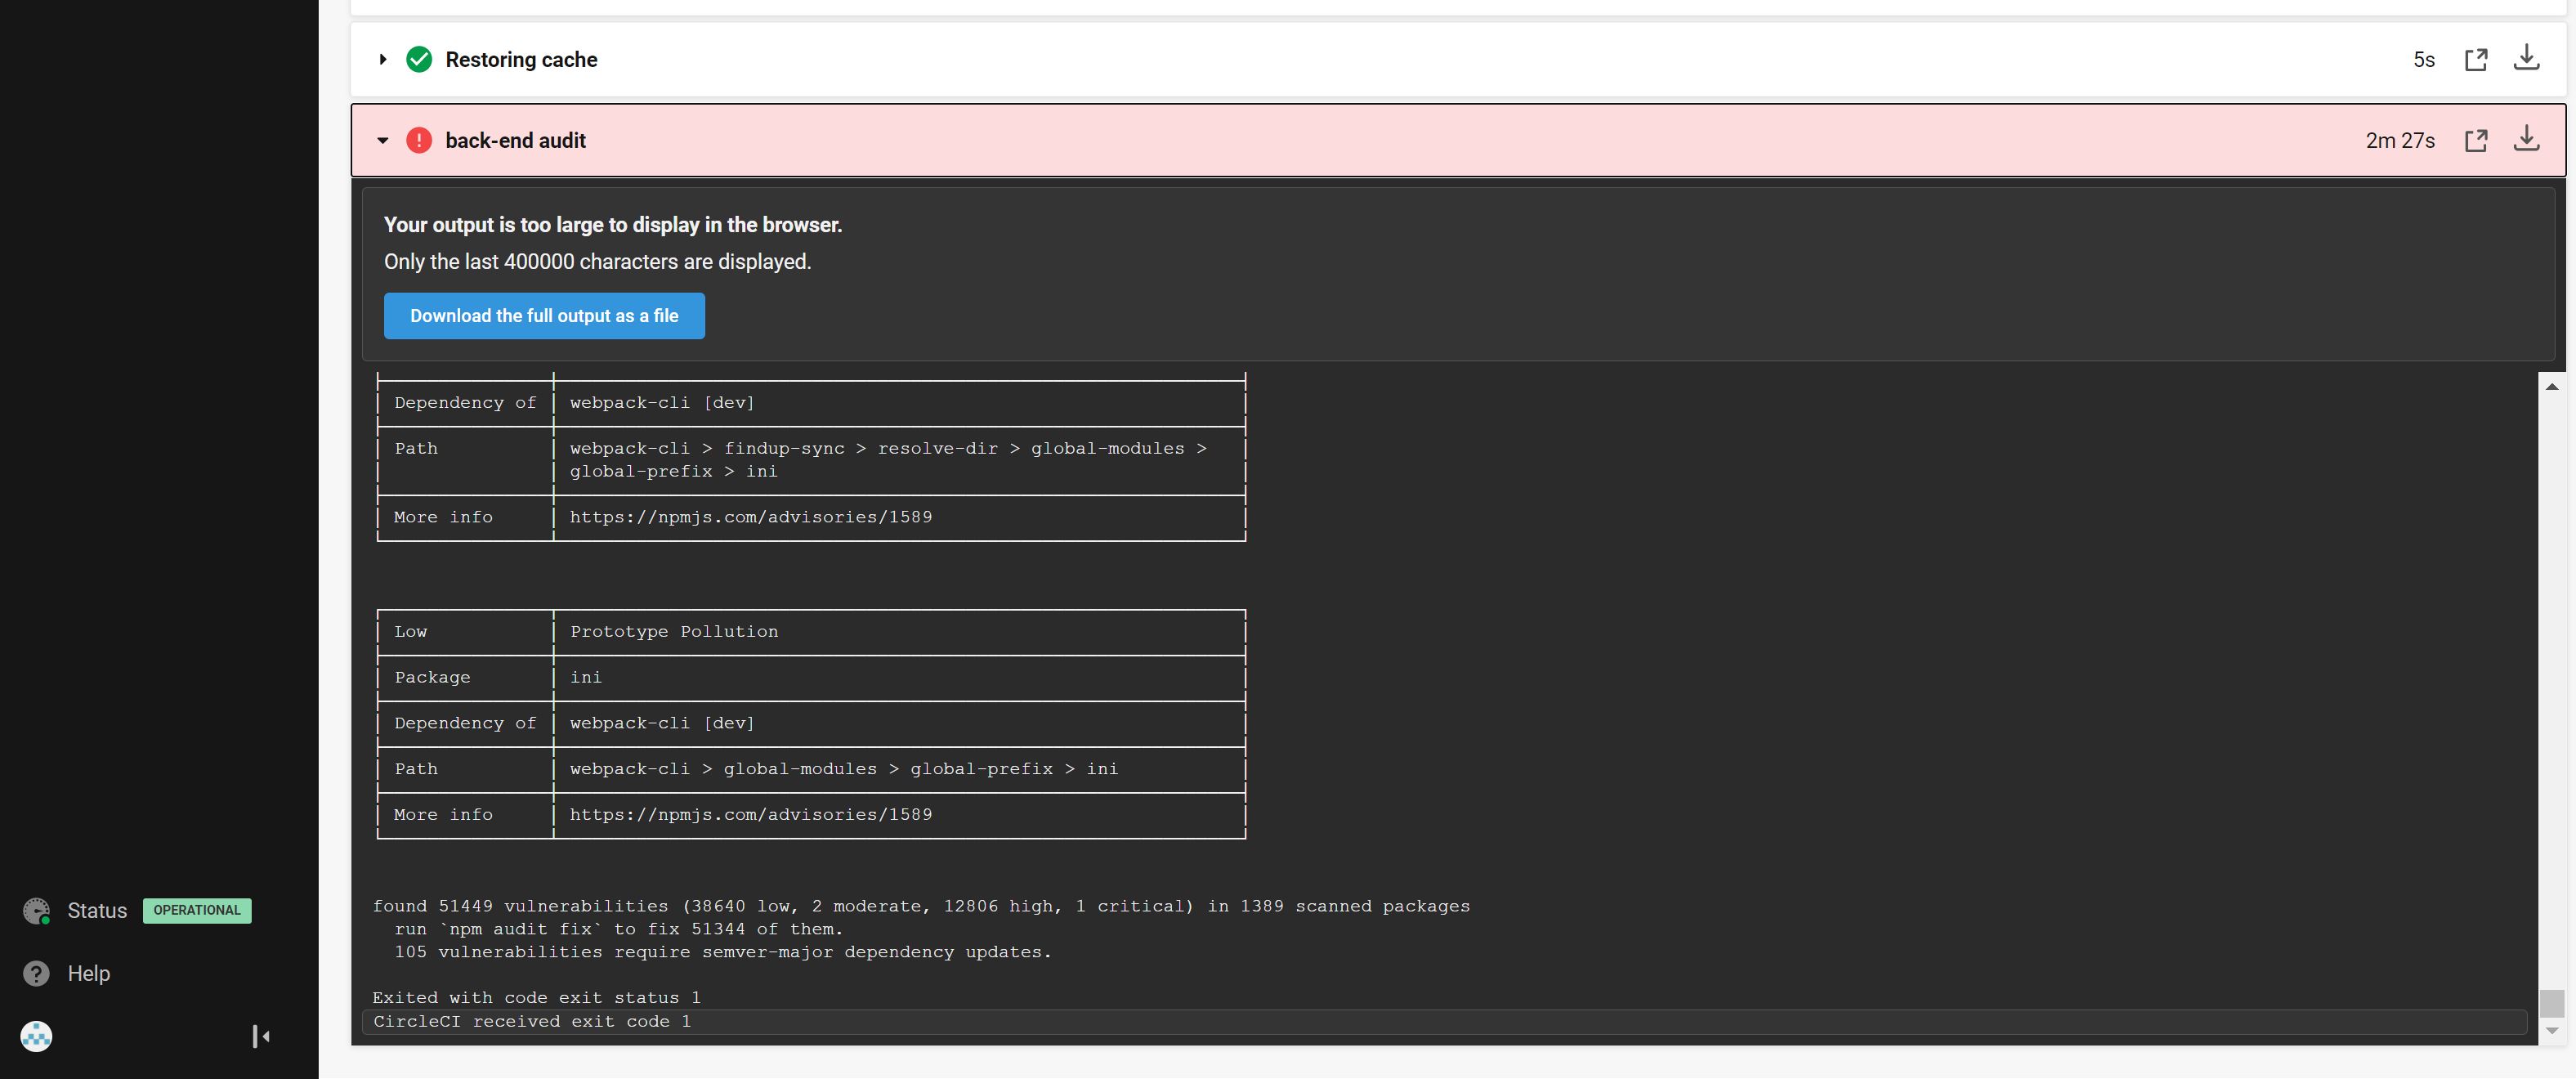 Restoring cache
5s
back-end audit
2m 27s
Your output is too large to display in the browser.
Only the last 400000 characters are displayed.
Download the full output as a file
Dependency of
webpack-cli [dev]
Path
webpack-cli > findup-sync > resolve-dir > global-modules >
global-prefix > ini
More info
https://npmjs.com/advisories/1589
Low
Prototype Pollution
Package
ini
Dependency of
webpack-cli [dev]
Path
webpack-cli > global-modules > global-prefix > ini
More info
https://npmjs.com/advisories/1589
found 51449 vulnerabilities (38640 low, 2 moderate, 12806 high, 1 critical) in 1389 scanned packages
run `npm audit fix` to fix 51344 of them.
105 vulnerabilities require semver-major dependency updates.
Exited with code exit status 1
CircleCI received exit code 1
Status
OPERATIONAL
Help